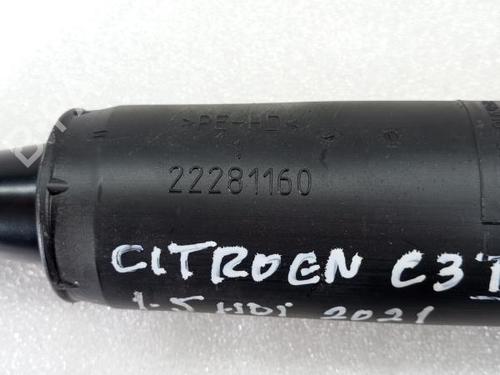 >PE-HD<
22281160
CITROEN C3
1.5 HDi 2021